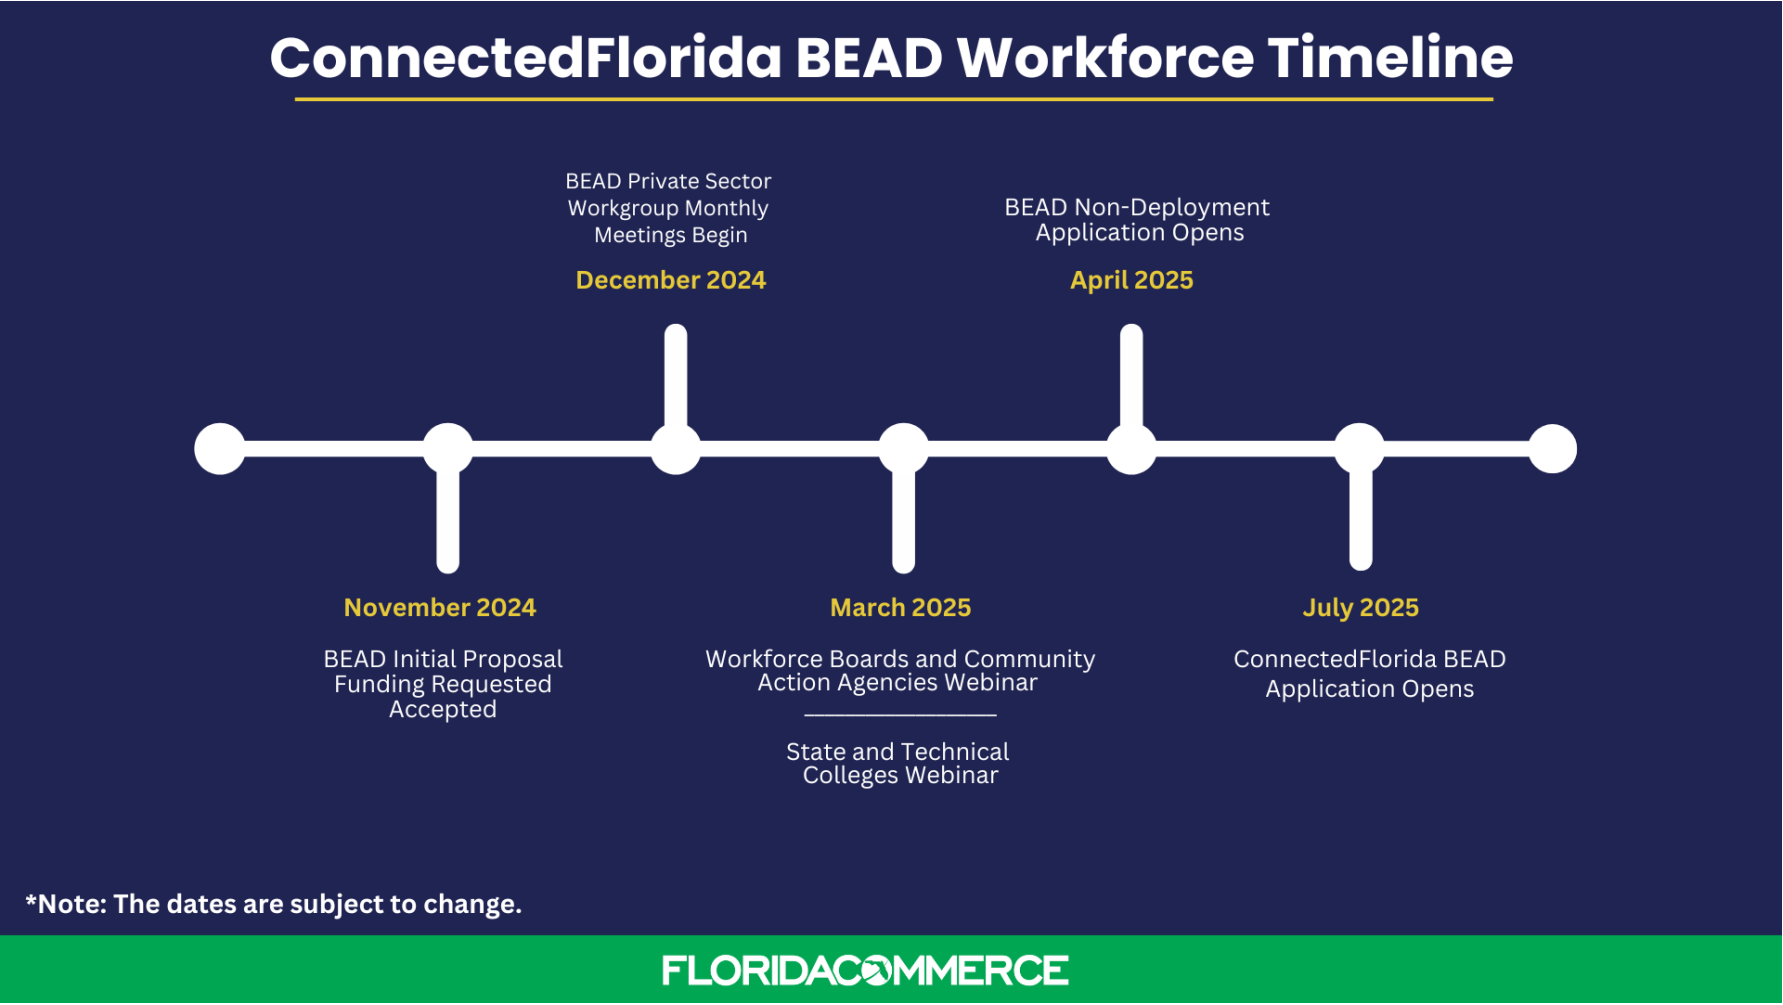 ConnectedFlorida BEAD Workforce Timeline
BEAD Private Sector
Workgroup Monthly
Meetings Begin
December 2024
BEAD Non-Deployment
Application Opens
April 2025
November 2024
BEAD Initial Proposal
Funding Requested
Accepted
March 2025
Workforce Boards and Community
Action Agencies Webinar
State and Technical
Colleges Webinar
July 2025
ConnectedFlorida BEAD
Application Opens
*Note: The dates are subject to change.
FLORIDACOMMERCE